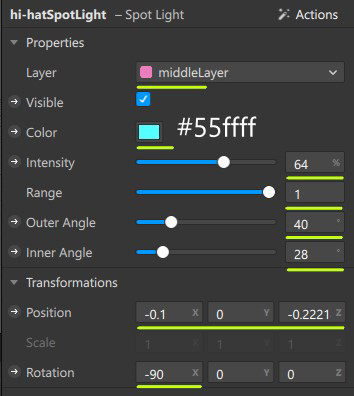 hi-hatSpotLight – Spot Light Actions
Properties
Layer middleLayer
Visible
Color #55ffff
Intensity 64 %
Range 1
Outer Angle 40 °
Inner Angle 28 °
Transformations
Position -0.1 X 0 Y -0.2221 Z
Scale 1 X 1 Y 1 Z
Rotation -90 X 0 Y 0 Z